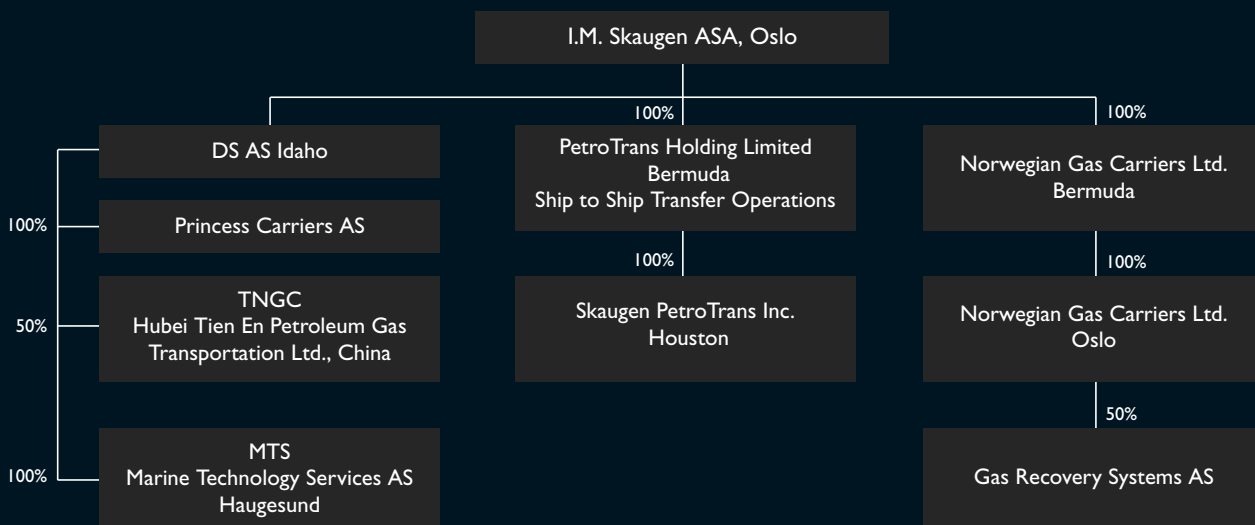 I.M. Skaugen ASA, Oslo
100%
100%
DS AS Idaho
PetroTrans Holding Limited
Bermuda
Ship to Ship Transfer Operations
Norwegian Gas Carriers Ltd.
Bermuda
100%
Princess Carriers AS
100%
100%
50%
TNGC
Hubei Tien En Petroleum Gas
Transportation Ltd., China
Skaugen PetroTrans Inc.
Houston
Norwegian Gas Carriers Ltd.
Oslo
50%
100%
MTS
Marine Technology Services AS
Haugesund
Gas Recovery Systems AS